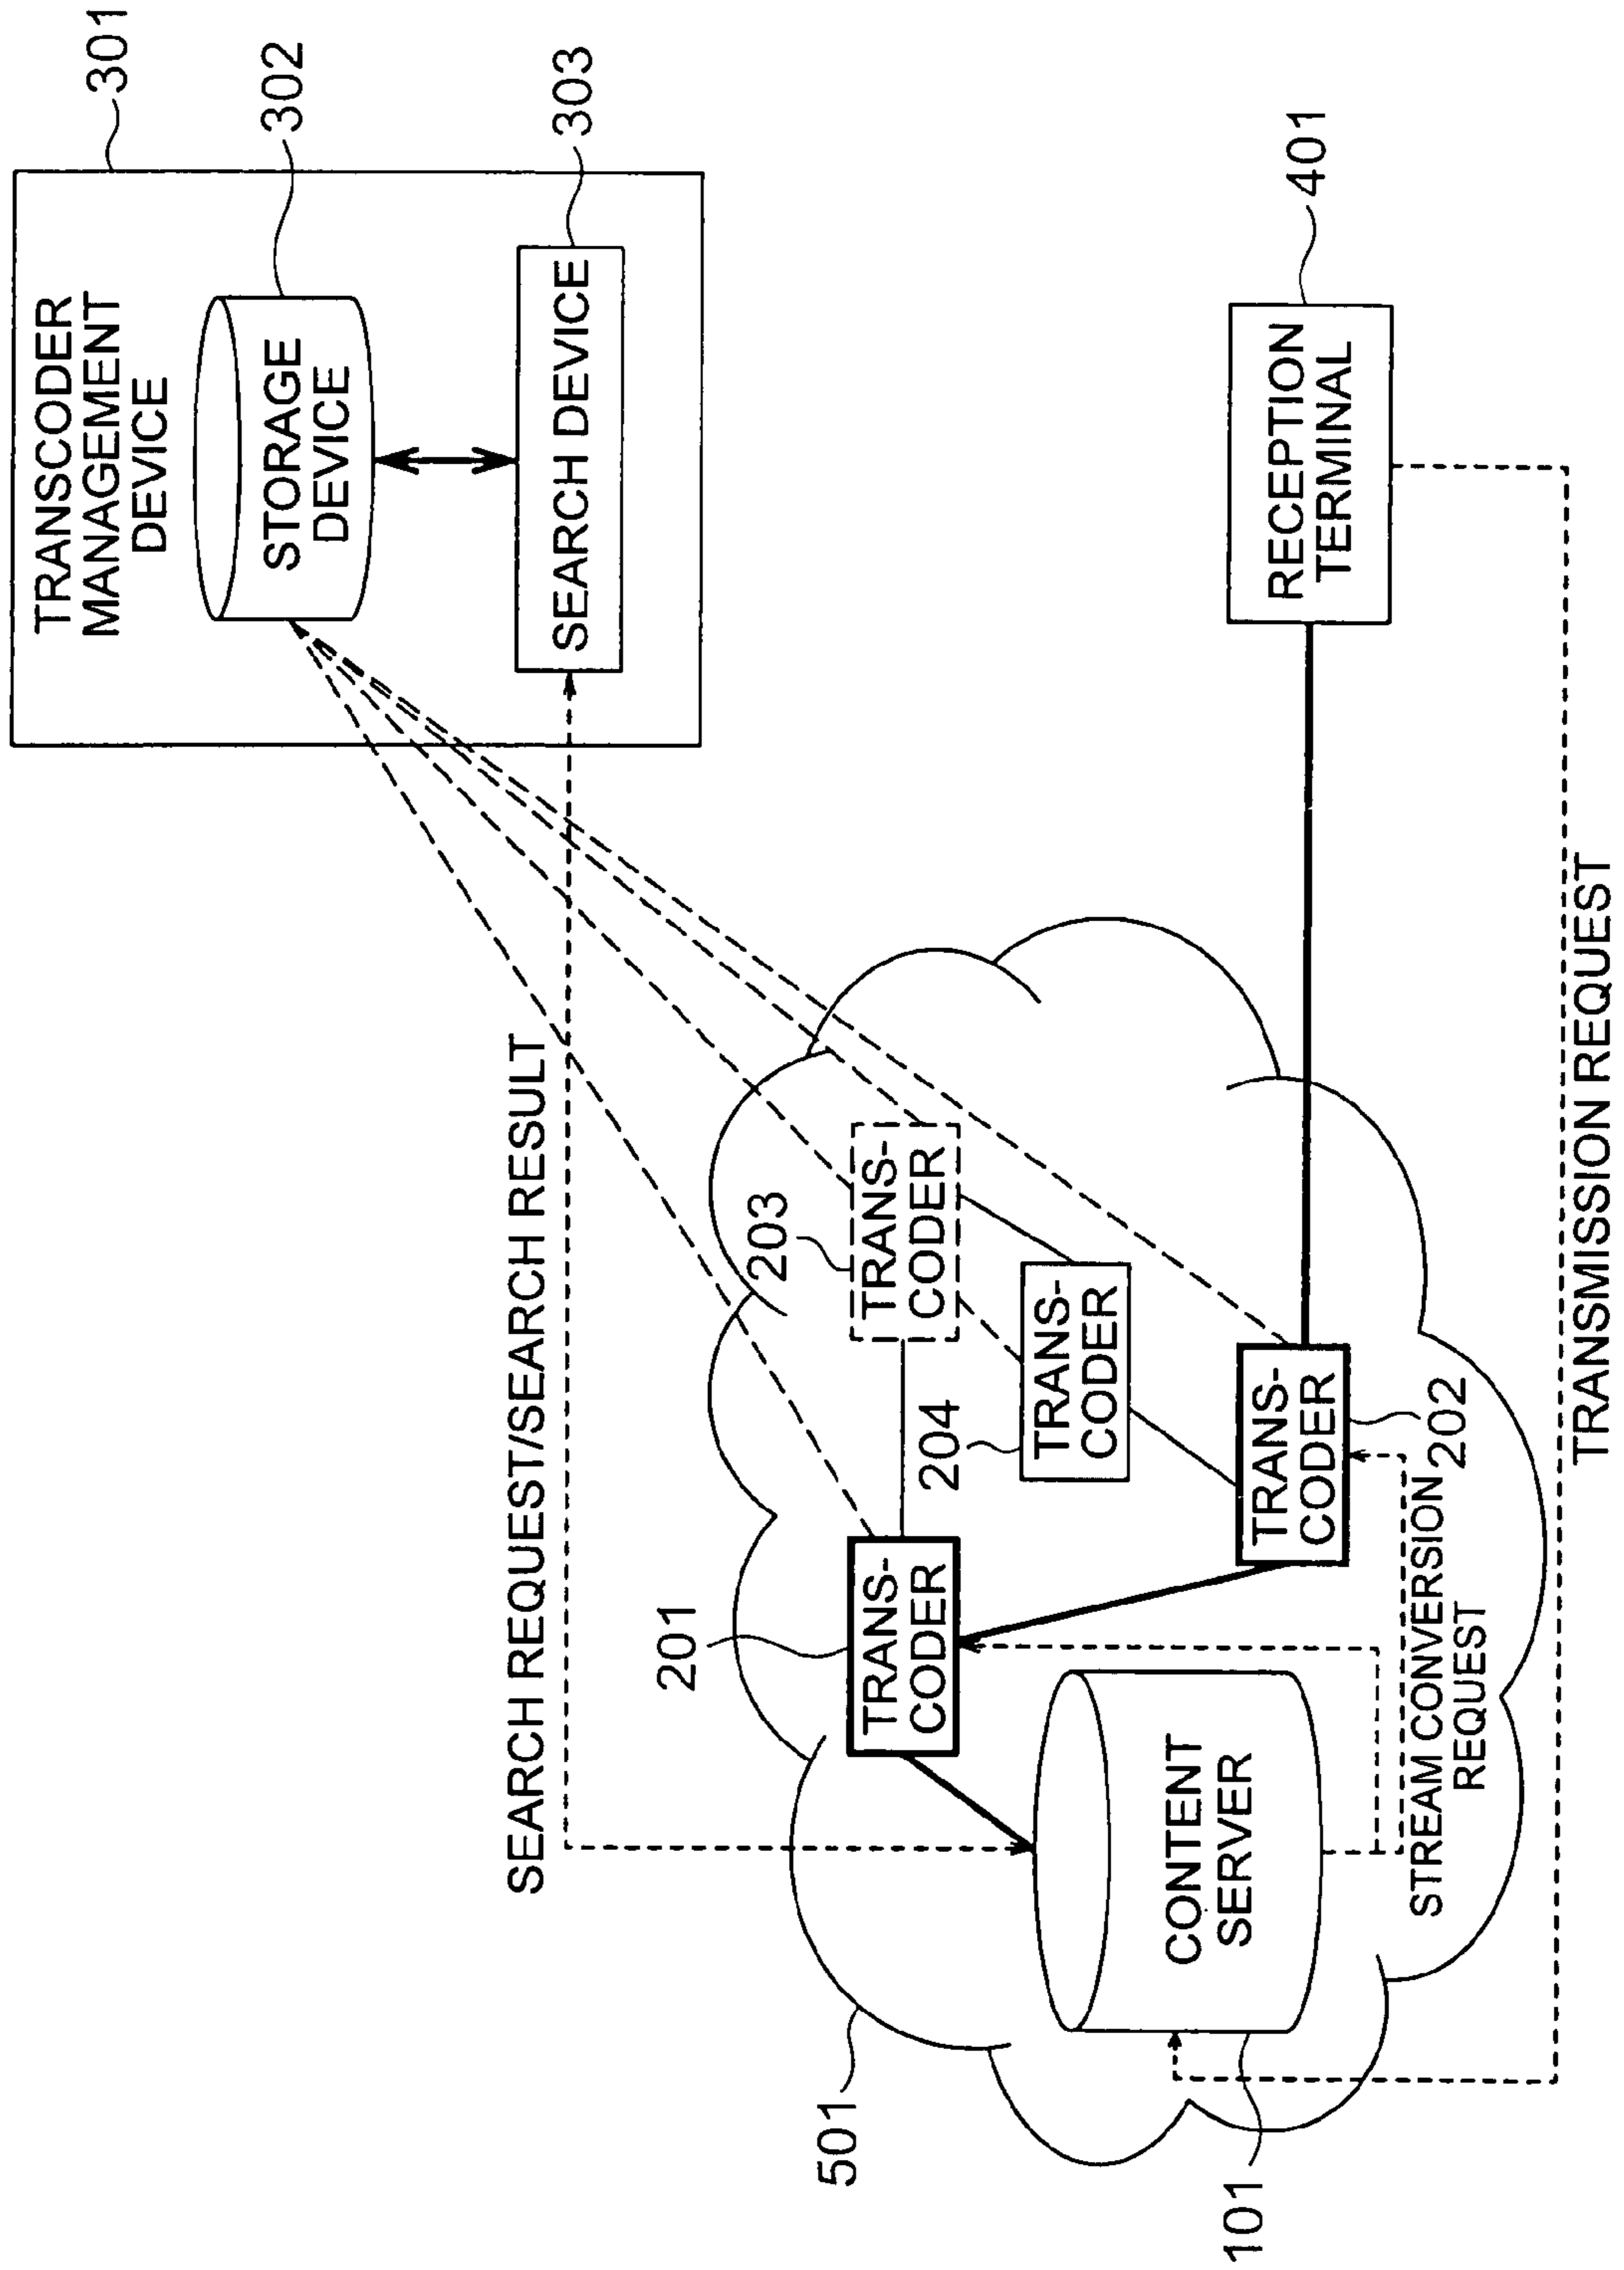 TRANSCODER
MANAGEMENT
DEVICE
301
STORAGE
DEVICE
302
SEARCH DEVICE
303
SEARCH REQUEST/SEARCH RESULT
501
201
TRANS-
CODER
203
TRANS-
CODER
204
TRANS-
CODER
TRANS-
CODER
202
CONTENT
SERVER
101
STREAM CONVERSION
REQUEST
RECEPTION
TERMINAL
401
TRANSMISSION REQUEST